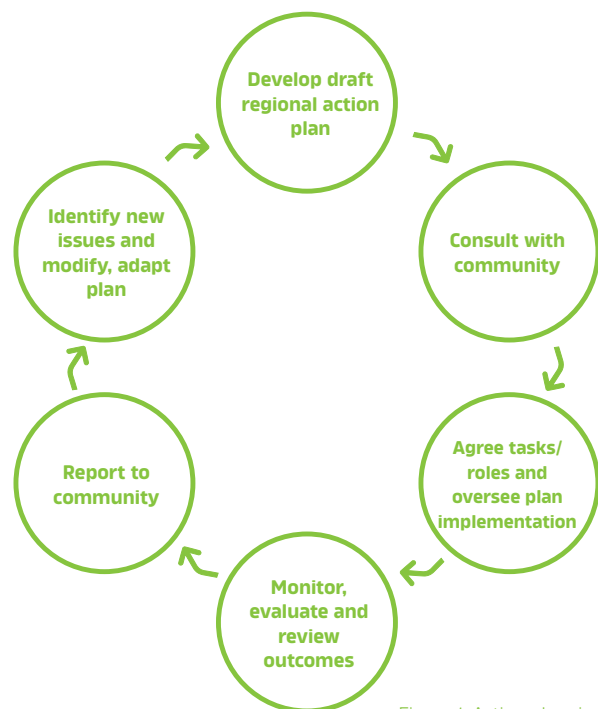 Develop draft
regional action
plan
Consult with
community
Agree tasks/
roles and
oversee plan
implementation
Monitor,
evaluate and
review
outcomes
Report to
community
Identify new
issues and
modify, adapt
plan